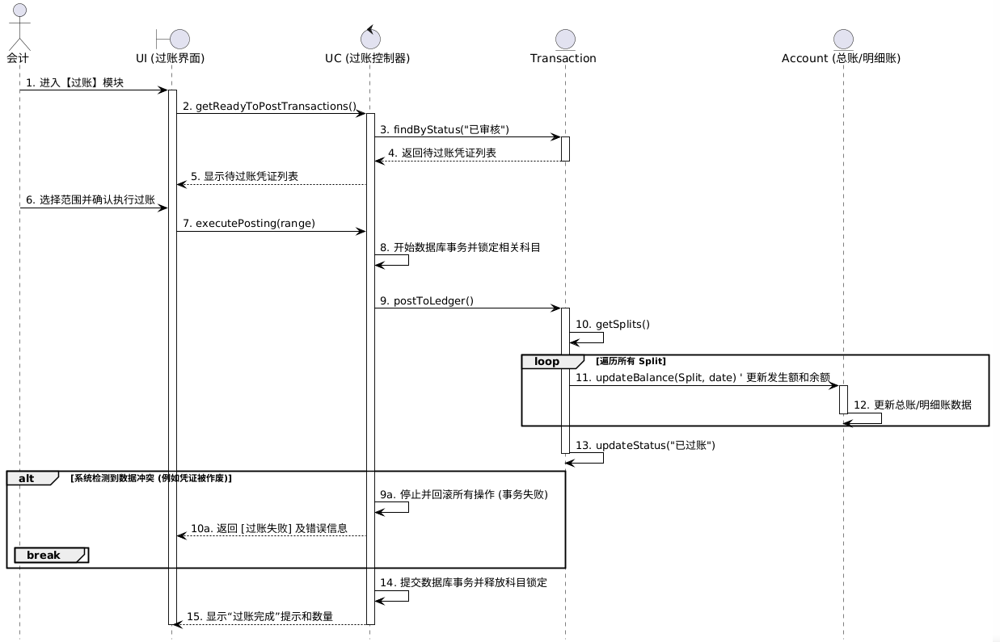 会计
UI (过账界面)
UC (过账控制器)
Transaction
Account (总账/明细账)
1. 进入【过账】模块
2. getReadyToPostTransactions()
3. findByStatus("已审核")
4. 返回待过账凭证列表
5. 显示待过账凭证列表
6. 选择范围并确认执行过账
7. executePosting(range)
8. 开始数据库事务并锁定相关科目
9. postToLedger()
10. getSplits()
loop [遍历所有 Split]
11. updateBalance(Split, date) ' 更新发生额和余额
12. 更新总账/明细账数据
13. updateStatus("已过账")
alt [系统检测到数据冲突 (例如凭证被作废)]
9a. 停止并回滚所有操作 (事务失败)
10a. 返回 [过账失败] 及错误信息
break
14. 提交数据库事务并释放科目锁定
15. 显示“过账完成”提示和数量